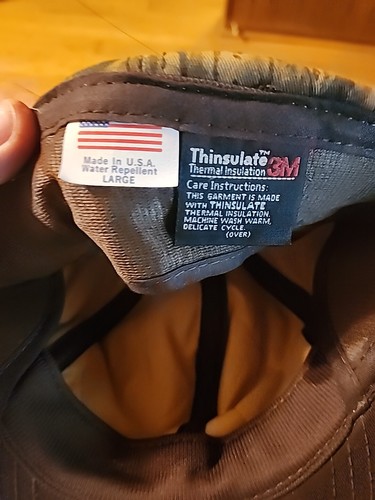 Made in U.S.A.
Water Repellent
LARGE
Thinsulate™
Thermal Insulation 3M
Care Instructions:
THIS GARMENT IS MADE
WITH THINSULATE
THERMAL INSULATION.
MACHINE WASH WARM,
DELICATE CYCLE.
(OVER)